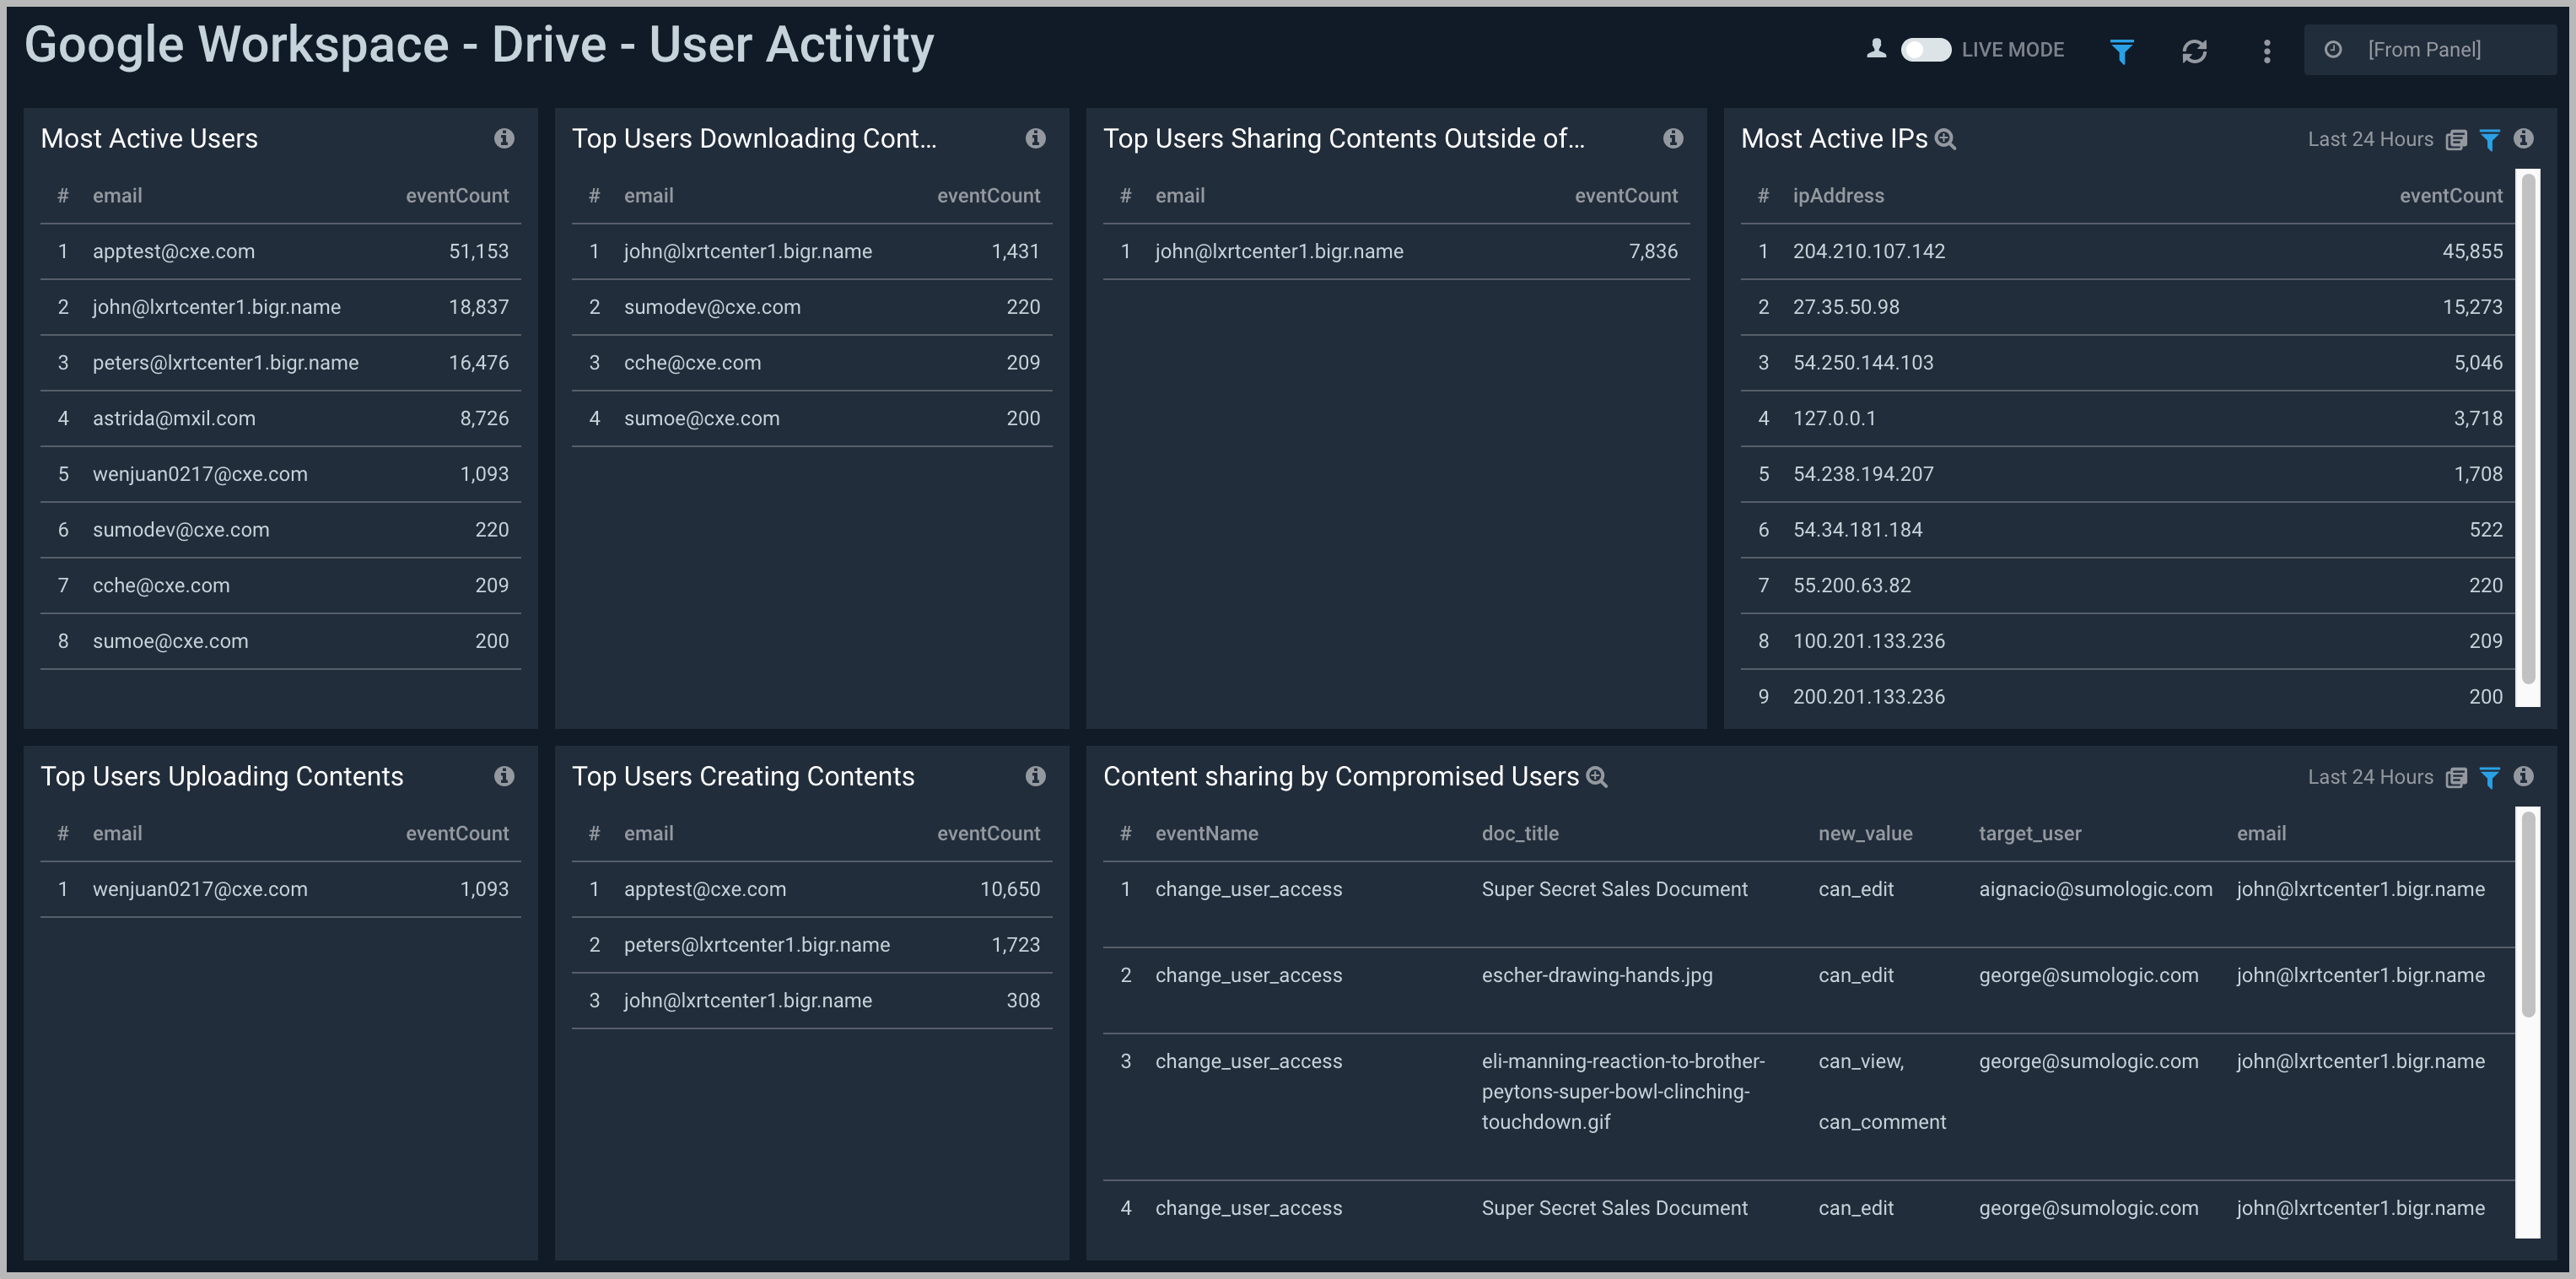 Google Workspace - Drive - User Activity
LIVE MODE
[From Panel]
Most Active Users
# email eventCount
1 apptest@cxe.com 51,153
2 john@lxrtcenter1.bigr.name 18,837
3 peters@lxrtcenter1.bigr.name 16,476
4 astrida@mxil.com 8,726
5 wenjuan0217@cxe.com 1,093
6 sumodev@cxe.com 220
7 cche@cxe.com 209
8 sumoe@cxe.com 200
Top Users Downloading Cont...
# email eventCount
1 john@lxrtcenter1.bigr.name 1,431
2 sumodev@cxe.com 220
3 cche@cxe.com 209
4 sumoe@cxe.com 200
Top Users Sharing Contents Outside of...
# email eventCount
1 john@lxrtcenter1.bigr.name 7,836
Most Active IPs Last 24 Hours
# ipAddress eventCount
1 204.210.107.142 45,855
2 27.35.50.98 15,273
3 54.250.144.103 5,046
4 127.0.0.1 3,718
5 54.238.194.207 1,708
6 54.34.181.184 522
7 55.200.63.82 220
8 100.201.133.236 209
9 200.201.133.236 200
Top Users Uploading Contents
# email eventCount
1 wenjuan0217@cxe.com 1,093
Top Users Creating Contents
# email eventCount
1 apptest@cxe.com 10,650
2 peters@lxrtcenter1.bigr.name 1,723
3 john@lxrtcenter1.bigr.name 308
Content sharing by Compromised Users Last 24 Hours
# eventName doc_title new_value target_user email
1 change_user_access Super Secret Sales Document can_edit aignacio@sumologic.com john@lxrtcenter1.bigr.name
2 change_user_access escher-drawing-hands.jpg can_edit george@sumologic.com john@lxrtcenter1.bigr.name
3 change_user_access eli-manning-reaction-to-brother- can_view, george@sumologic.com john@lxrtcenter1.bigr.name
peytons-super-bowl-clinching-
touchdown.gif can_comment
4 change_user_access Super Secret Sales Document can_edit george@sumologic.com john@lxrtcenter1.bigr.name